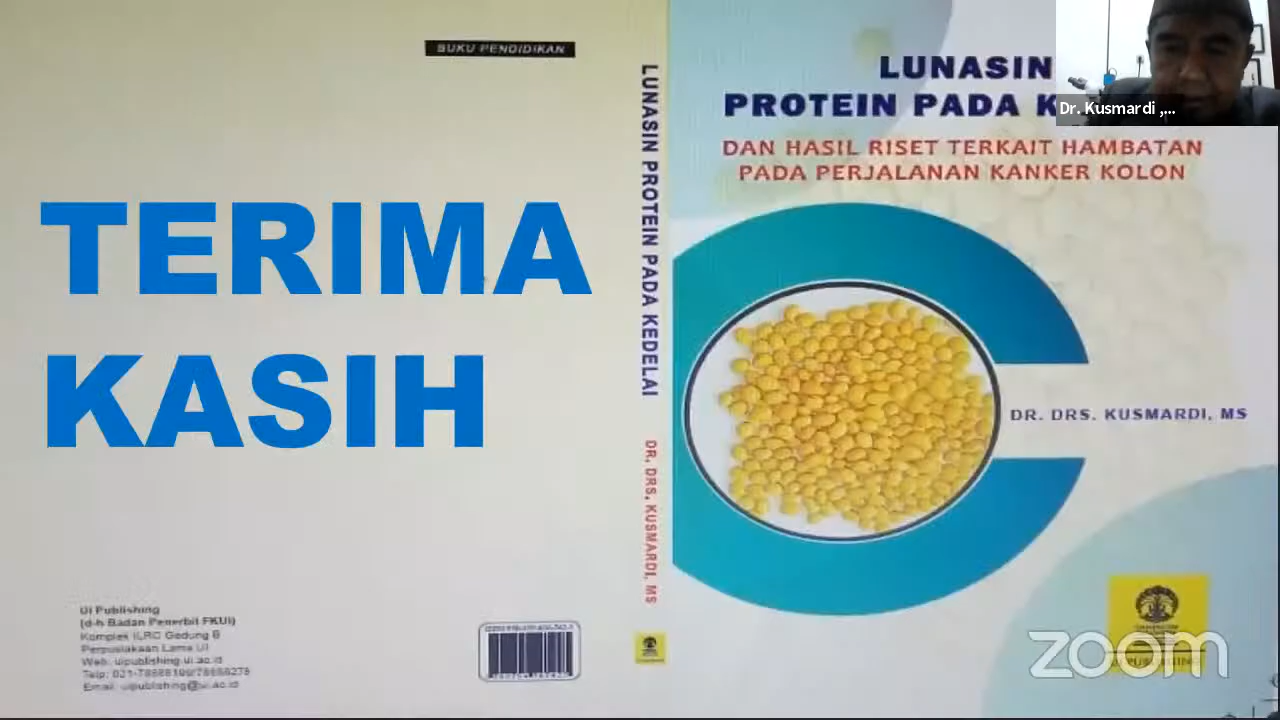 BUKU PENDIDIKAN
TERIMA
KASIH
UI Publishing
(d-h Badan Penerbit FKUI)
Komplek ILRC Gedung B
Perpustakaan Lama UI
Web: uipublishing.ui.ac.id
Email: uipublishing@ui.ac.id
LUNASIN PROTEIN PADA KEDELAI
DR. DRS. KUSMARDI, MS
LUNASIN
PROTEIN PADA K
DAN HASIL RISET TERKAIT HAMBATAN
PADA PERJALANAN KANKER KOLON
DR. DRS. KUSMARDI, MS
Dr. Kusmardi ,...
zoom